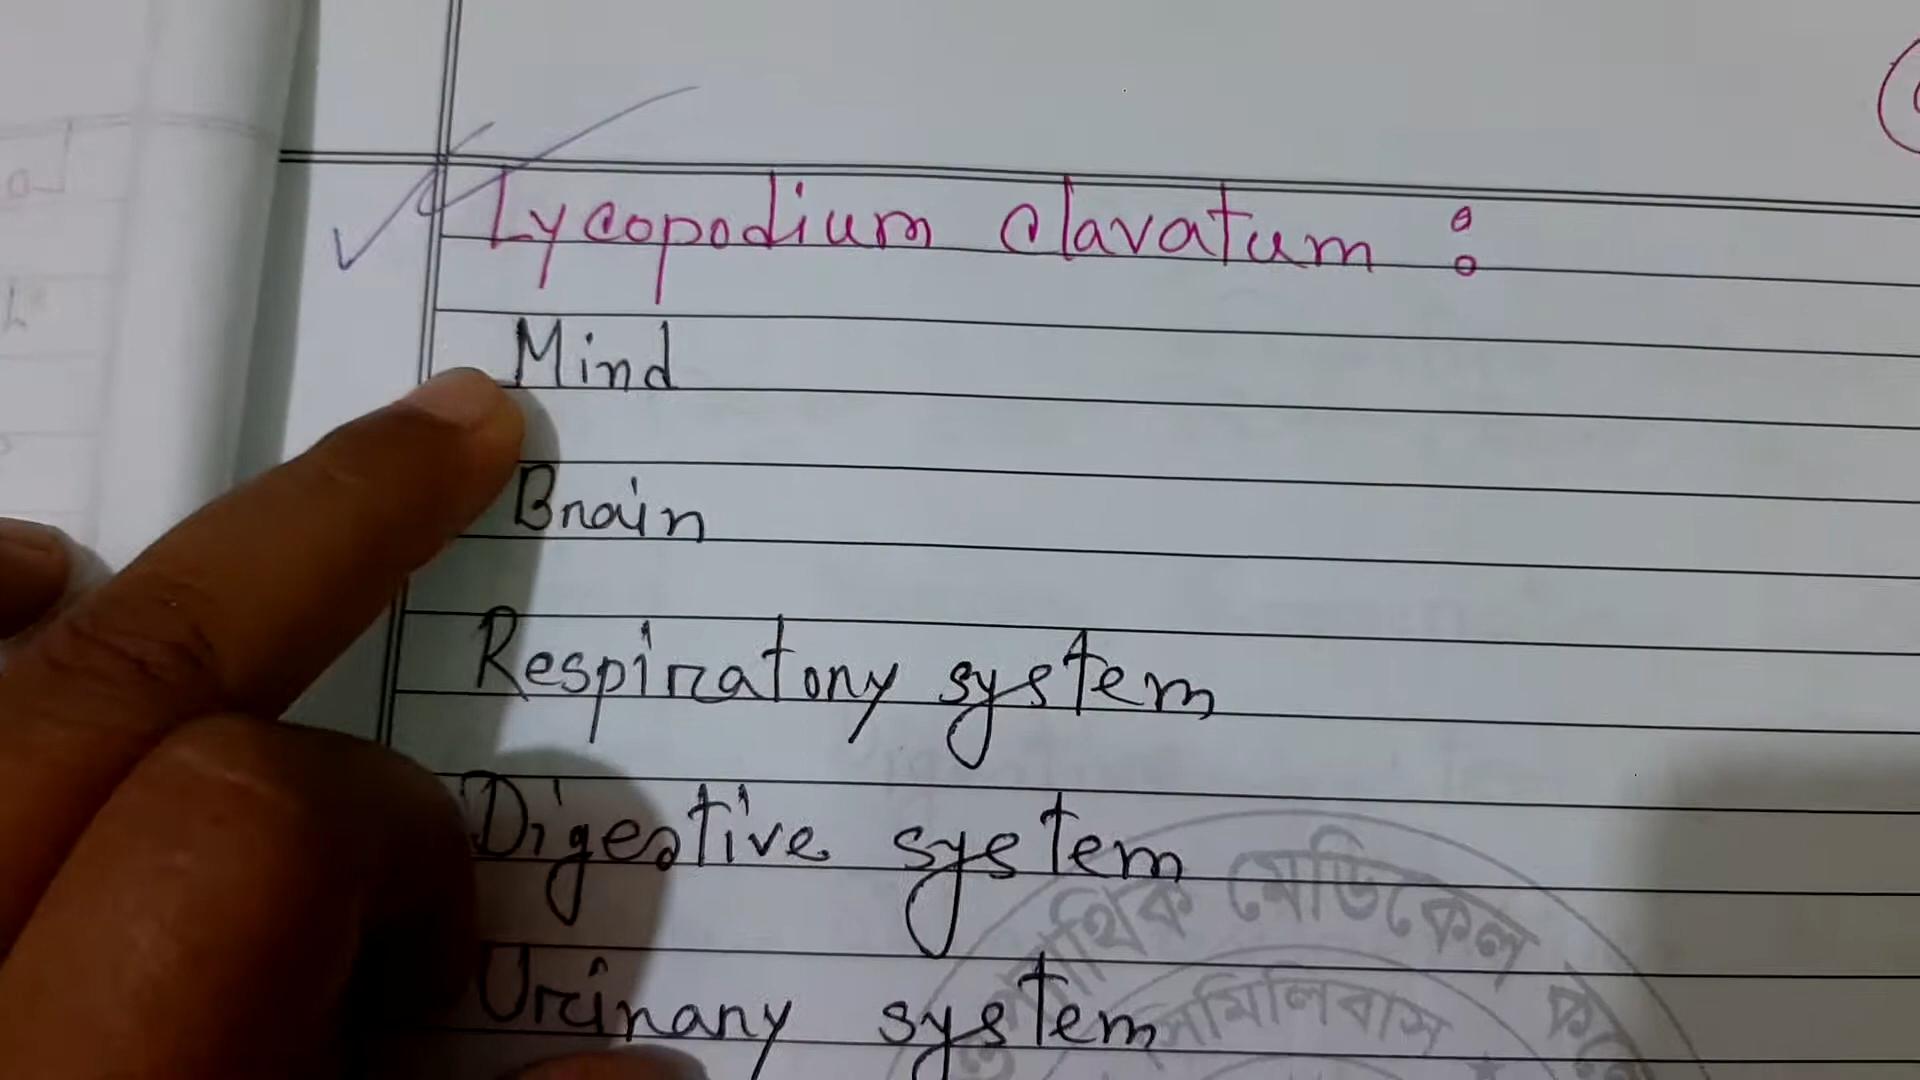 Lycopodium clavatum :
Mind
Brain
Respiratory system
Digestive system
Urinary system
মেডিকেল